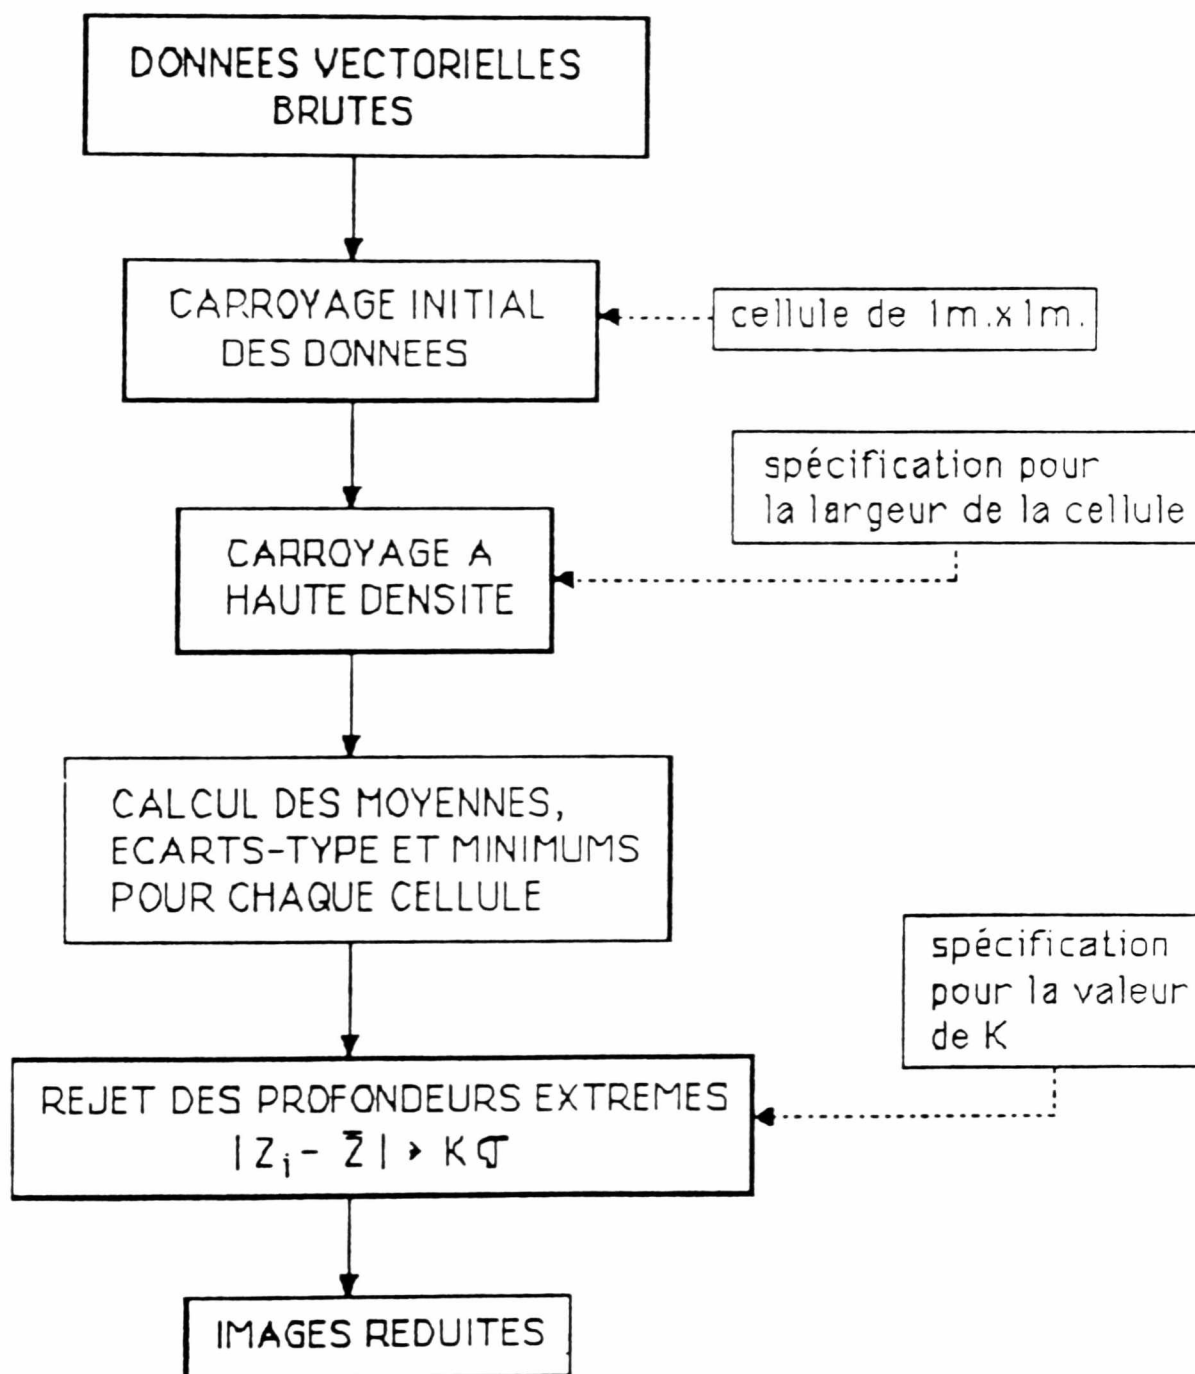 DONNEES VECTORIELLES
BRUTES
CARROYAGE INITIAL
DES DONNEES
cellule de 1m.x1m.
spécification pour
la largeur de la cellule
CARROYAGE A
HAUTE DENSITE
CALCUL DES MOYENNES,
ECARTS-TYPE ET MINIMUMS
POUR CHAQUE CELLULE
spécification
pour la valeur
de K
REJET DES PROFONDEURS EXTREMES
|Zi - Z̄| > Kσ
IMAGES REDUITES